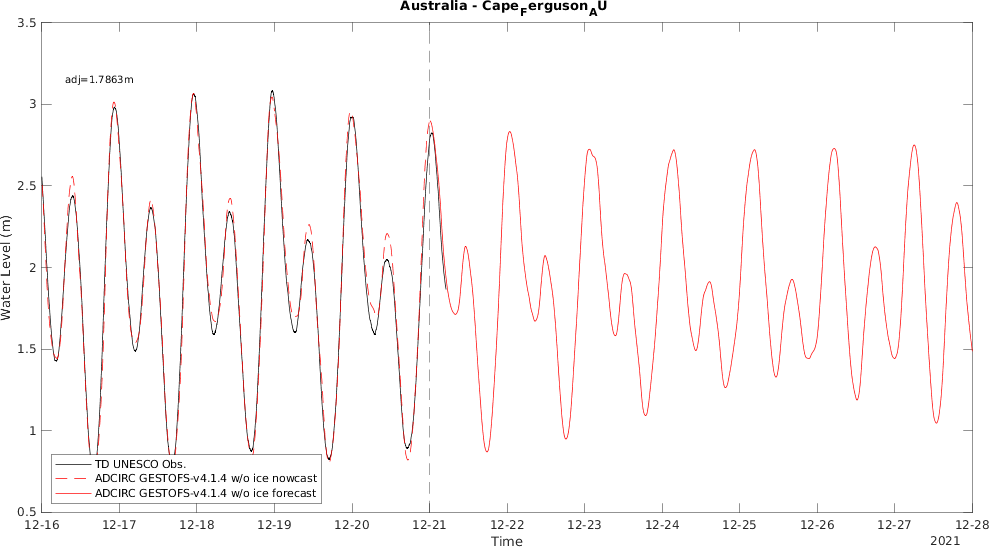 Australia - Cape_Ferguson_AU
adj=1.7863m
Water Level (m)
3.5
3
2.5
2
1.5
1
0.5
TD UNESCO Obs.
ADCIRC GESTOFS-v4.1.4 w/o ice nowcast
ADCIRC GESTOFS-v4.1.4 w/o ice forecast
12-16 12-17 12-18 12-19 12-20 12-21 12-22 12-23 12-24 12-25 12-26 12-27 12-28
Time
2021